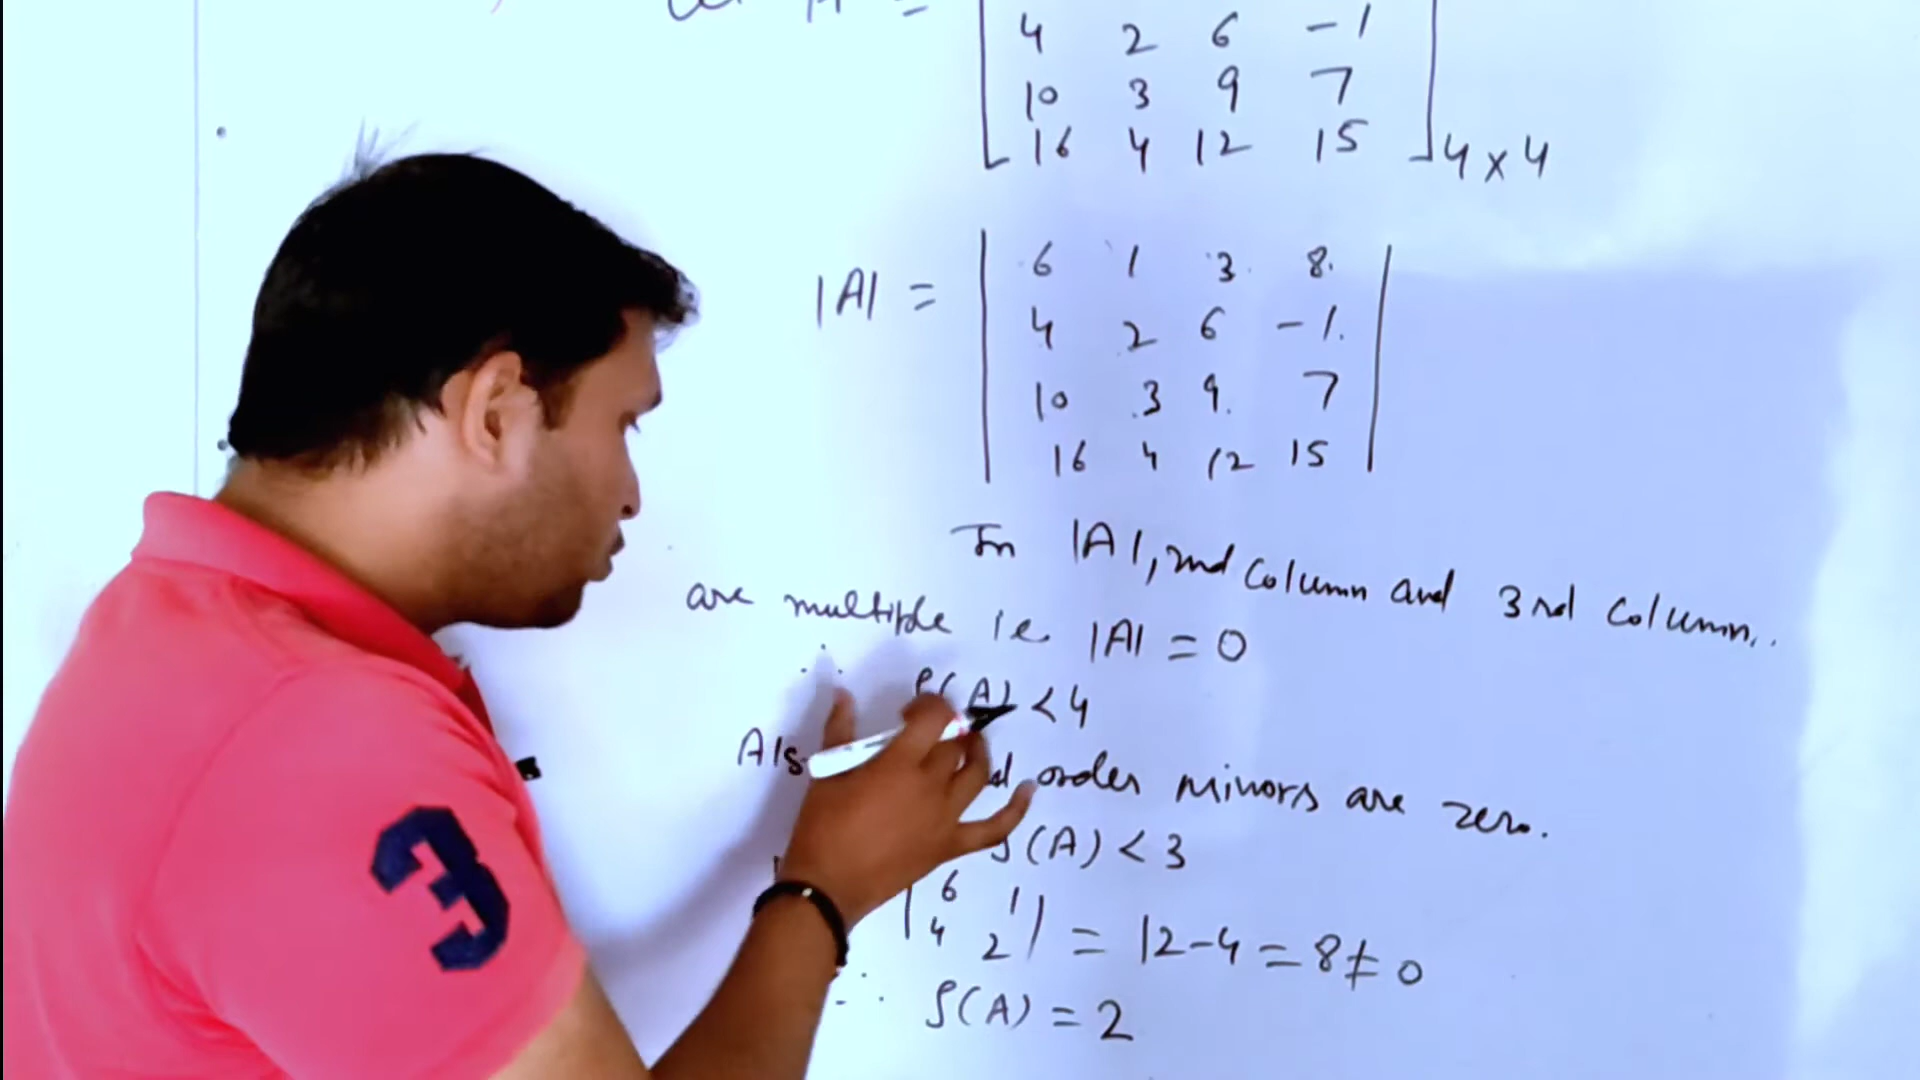 =
4 2 6 -1
10 3 9 7
16 4 12 15
4 × 4
|A| =
6 1 3 8
4 2 6 -1
10 3 9 7
16 4 12 15
In |A|, 2nd column and 3rd column
are multiple i.e. |A| = 0
∴ ρ(A) < 4
order minors are zero.
ρ(A) < 3
6 1
4 2 = 12-4 = 8 ≠ 0
∴ ρ(A) = 2
3